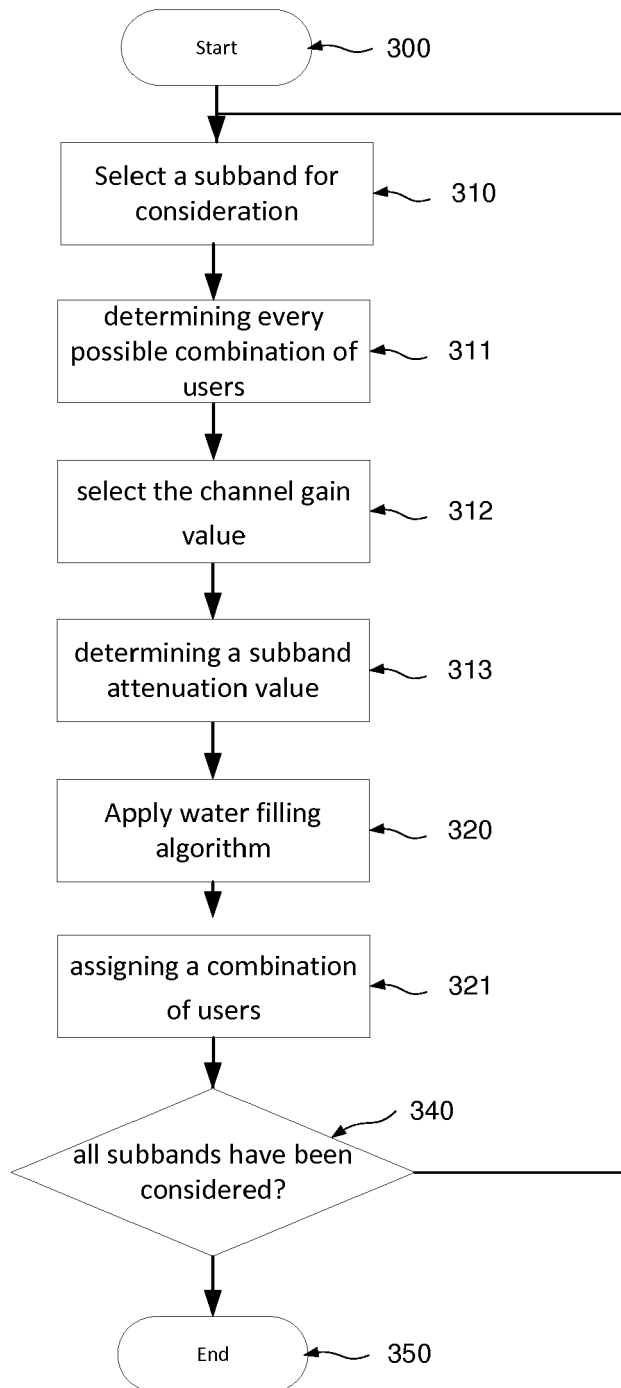 Start
300
Select a subband for
consideration
310
determining every
possible combination of
users
311
select the channel gain
value
312
determining a subband
attenuation value
313
Apply water filling
algorithm
320
assigning a combination
of users
321
340
all subbands have been
considered?
End
350